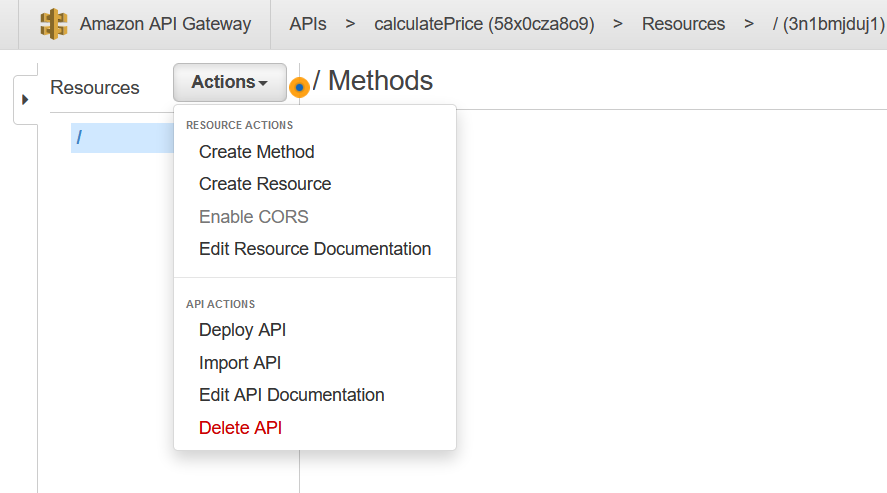 Amazon API Gateway APIs > calculatePrice (58x0cza8o9) > Resources > / (3n1bmjduj1)
Resources Actions / Methods
/
RESOURCE ACTIONS
Create Method
Create Resource
Enable CORS
Edit Resource Documentation
API ACTIONS
Deploy API
Import API
Edit API Documentation
Delete API